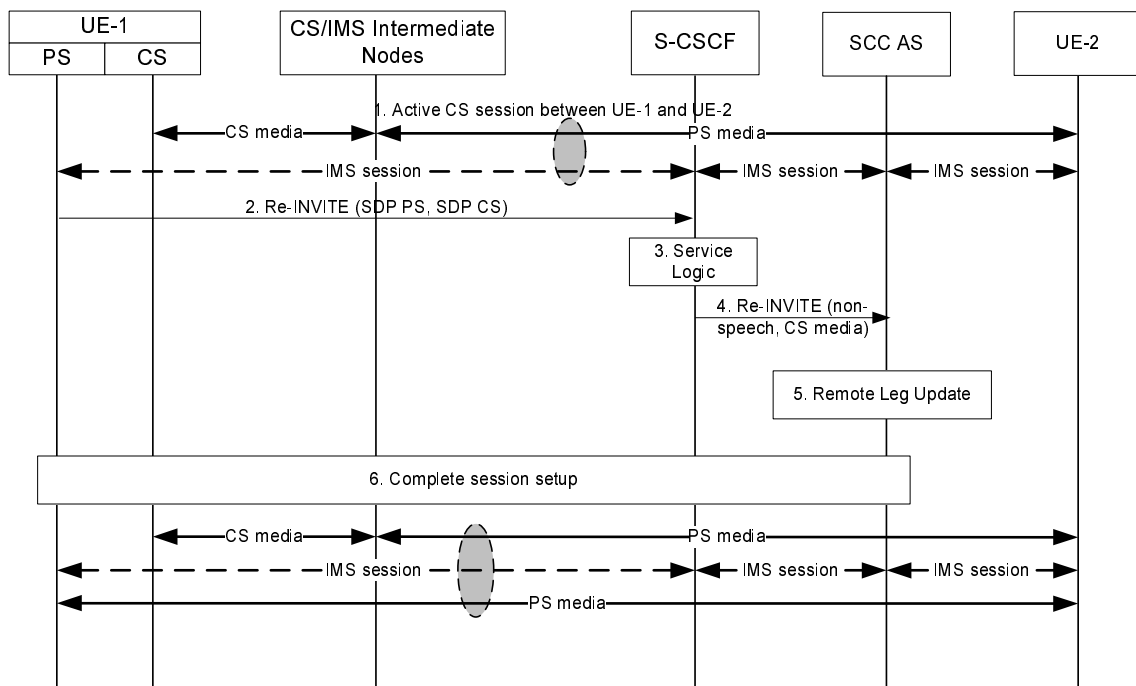 UE-1
PS
CS
CS/IMS Intermediate
Nodes
S-CSCF
SCC AS
UE-2
1. Active CS session between UE-1 and UE-2
CS media
PS media
IMS session
IMS session
IMS session
2. Re-INVITE (SDP PS, SDP CS)
3. Service
Logic
4. Re-INVITE (non-
speech, CS media)
5. Remote Leg Update
6. Complete session setup
CS media
PS media
IMS session
IMS session
IMS session
PS media